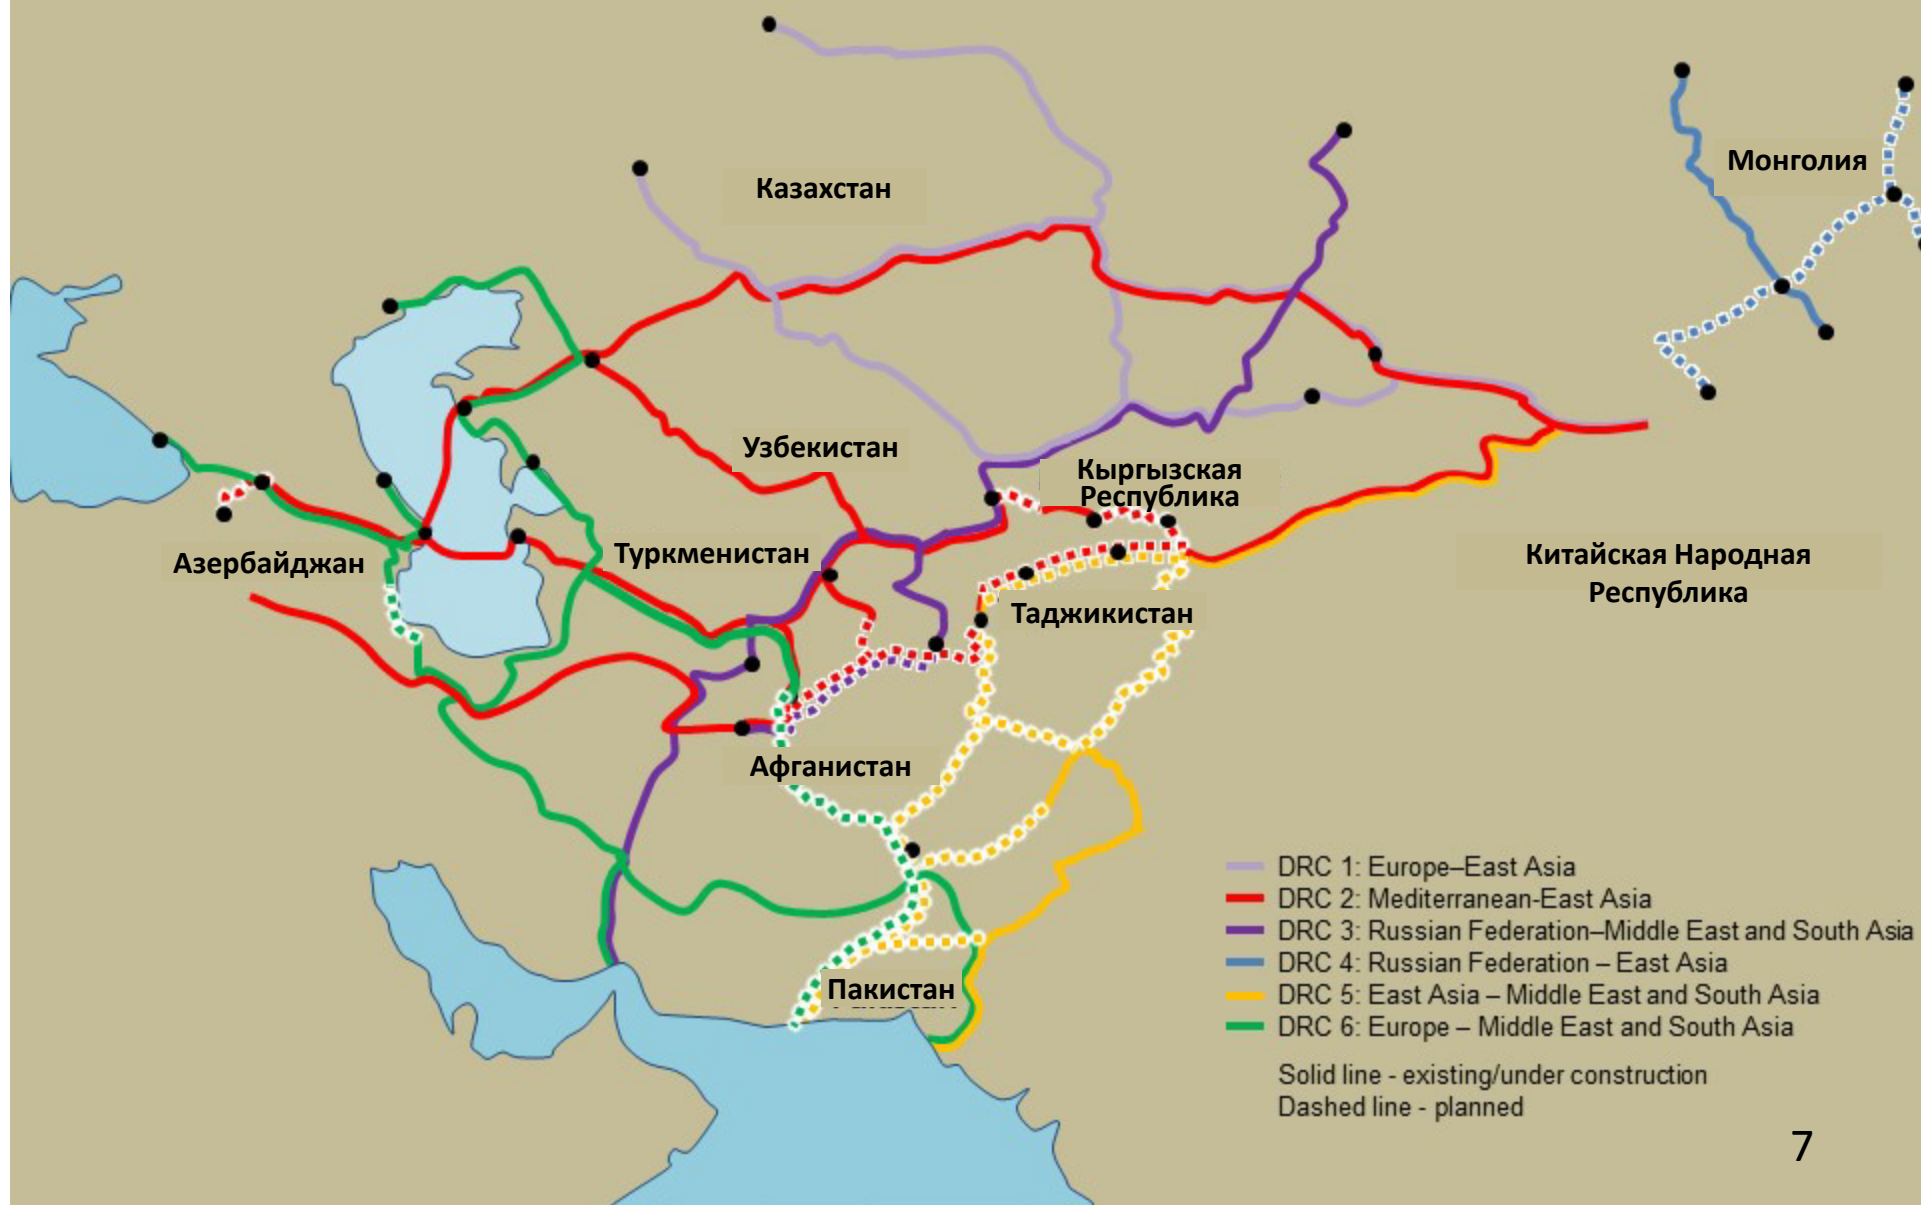 Казахстан
Монголия
Узбекистан
Кыргызская
Республика
Туркменистан
Азербайджан
Китайская Народная
Республика
Таджикистан
Афганистан
Пакистан
DRC 1: Europe–East Asia
DRC 2: Mediterranean-East Asia
DRC 3: Russian Federation–Middle East and South Asia
DRC 4: Russian Federation – East Asia
DRC 5: East Asia – Middle East and South Asia
DRC 6: Europe – Middle East and South Asia
Solid line - existing/under construction
Dashed line - planned
7